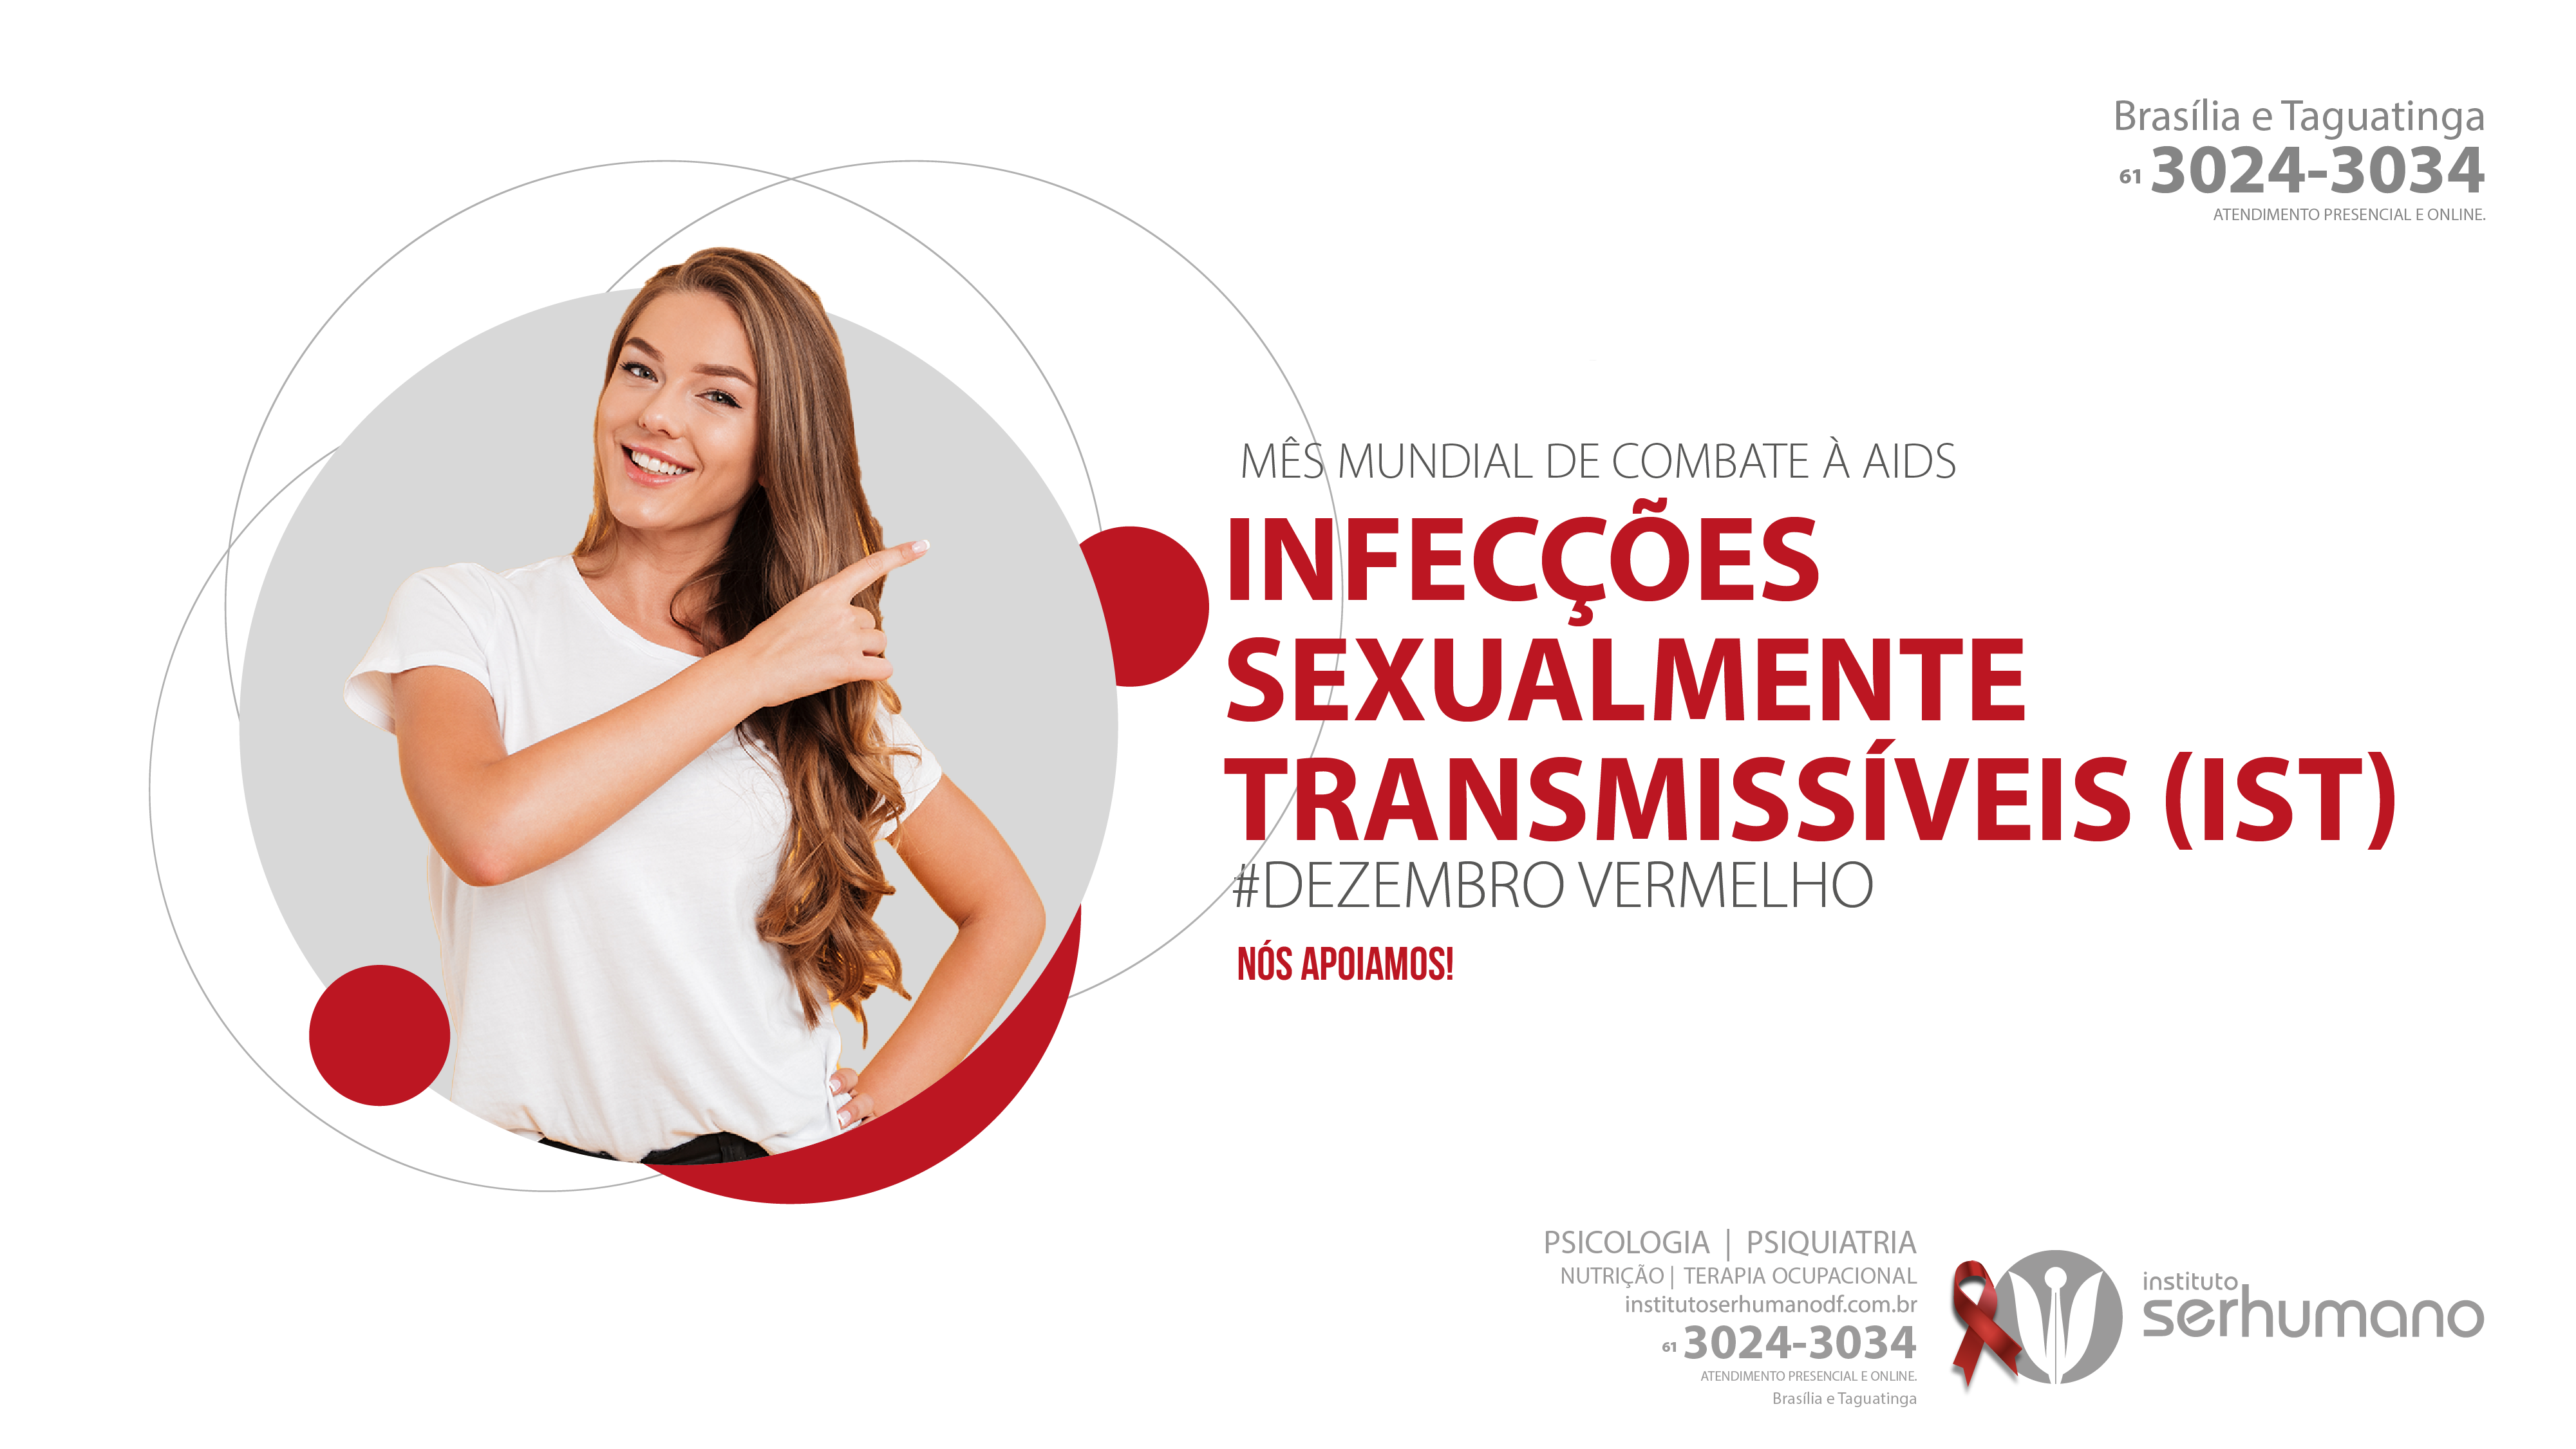 Brasília e Taguatinga
61 3024-3034
ATENDIMENTO PRESENCIAL E ONLINE.
MÊS MUNDIAL DE COMBATE À AIDS
INFECÇÕES
SEXUALMENTE
TRANSMISSÍVEIS (IST)
#DEZEMBRO VERMELHO
NÓS APOIAMOS!
PSICOLOGIA | PSIQUIATRIA
NUTRIÇÃO | TERAPIA OCUPACIONAL
institutoserhumanodf.com.br
61 3024-3034
ATENDIMENTO PRESENCIAL E ONLINE.
Brasília e Taguatinga
instituto
serhumano